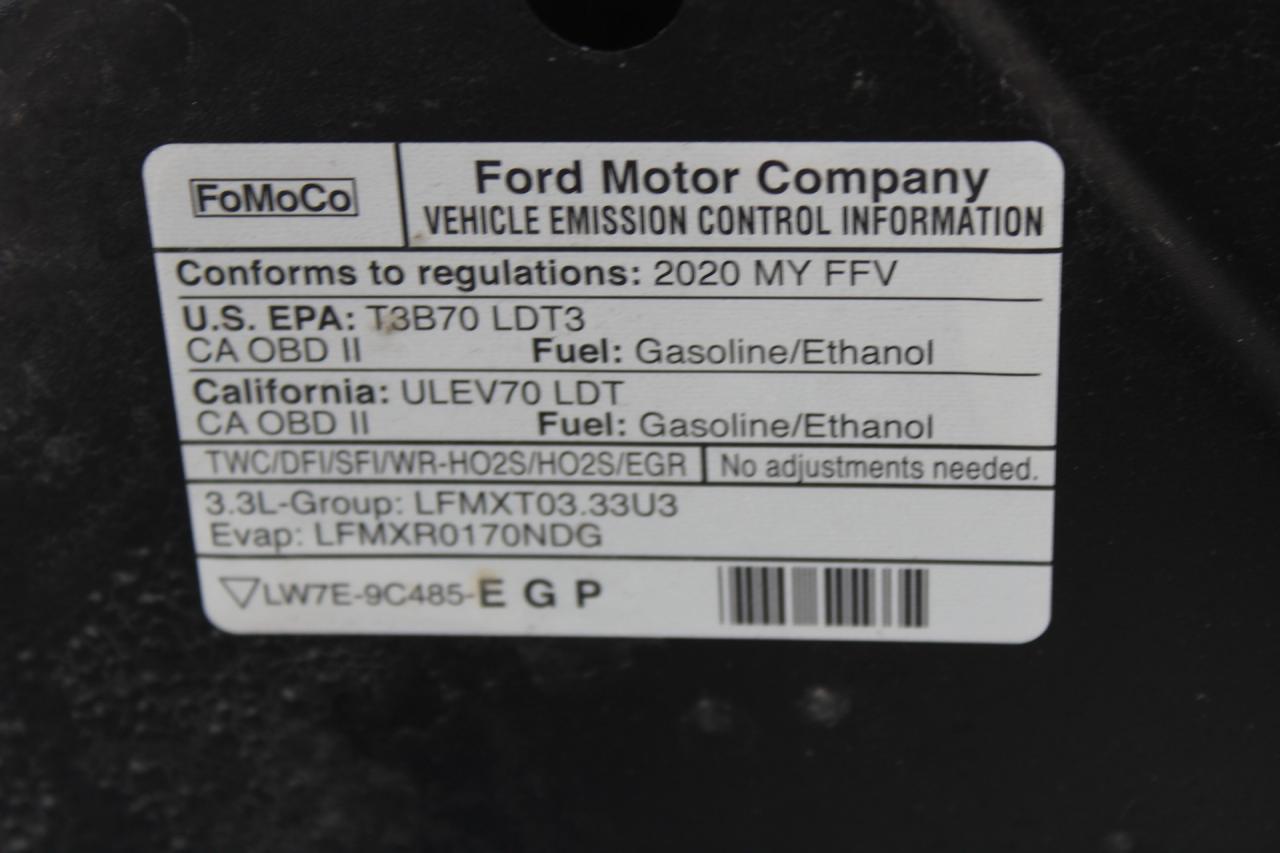 FoMoCo
Ford Motor Company
VEHICLE EMISSION CONTROL INFORMATION
Conforms to regulations: 2020 MY FFV
U.S. EPA: T3B70 LDT3
CA OBD II Fuel: Gasoline/Ethanol
California: ULEV70 LDT
CA OBD II Fuel: Gasoline/Ethanol
TWC/DFI/SFI/WR-HO2S/HO2S/EGR No adjustments needed.
3.3L-Group: LFMXT03.33U3
Evap: LFMXR0170NDG
▽LW7E-9C485-E G P